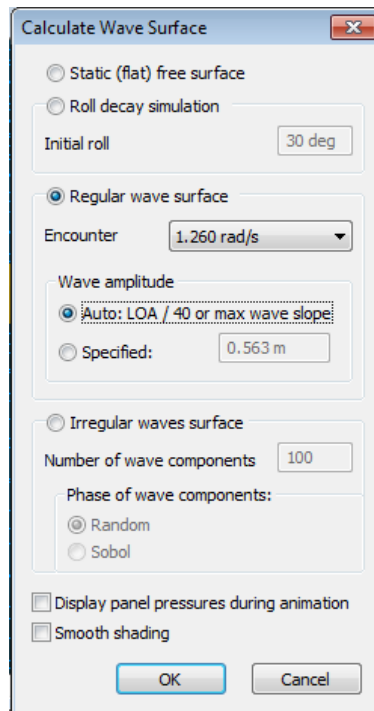 Calculate Wave Surface
Static (flat) free surface
Roll decay simulation
Initial roll 30 deg
Regular wave surface
Encounter 1.260 rad/s
Wave amplitude
Auto: LOA / 40 or max wave slope
Specified: 0.563 m
Irregular waves surface
Number of wave components 100
Phase of wave components:
Random
Sobol
Display panel pressures during animation
Smooth shading
OK Cancel